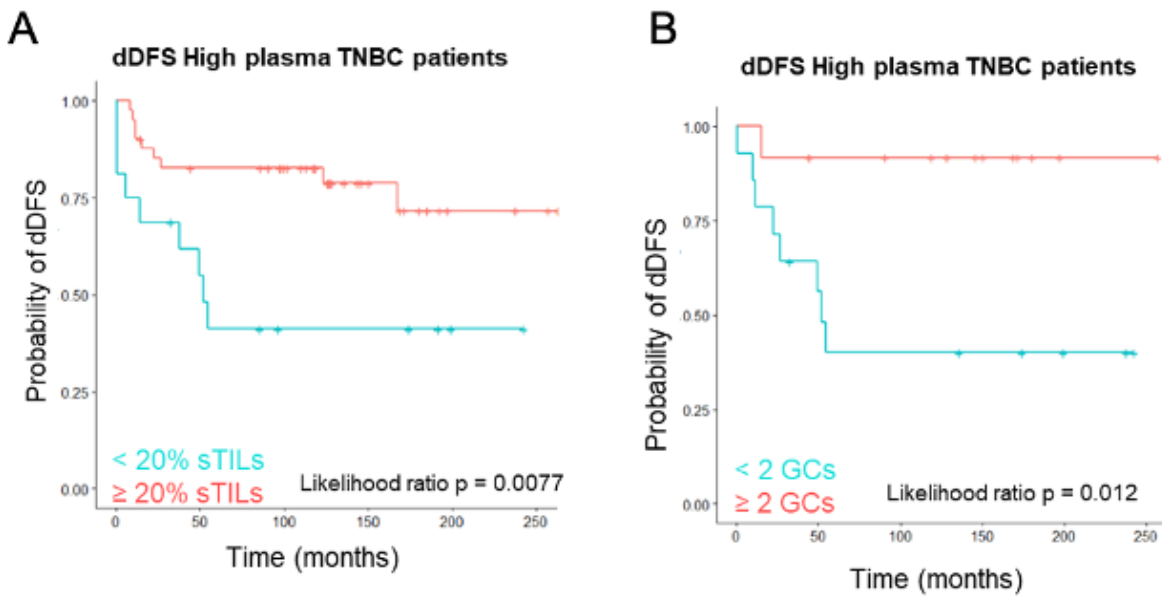 A
dDFS High plasma TNBC patients
1.00
0.75
0.50
0.25
0.00
Probability of dDFS
< 20% sTILs
≥ 20% sTILs
Likelihood ratio p = 0.0077
0 50 100 150 200 250
Time (months)
B
dDFS High plasma TNBC patients
1.00
0.75
0.50
0.25
0.00
Probability of dDFS
< 2 GCs
≥ 2 GCs
Likelihood ratio p = 0.012
0 50 100 150 200 250
Time (months)